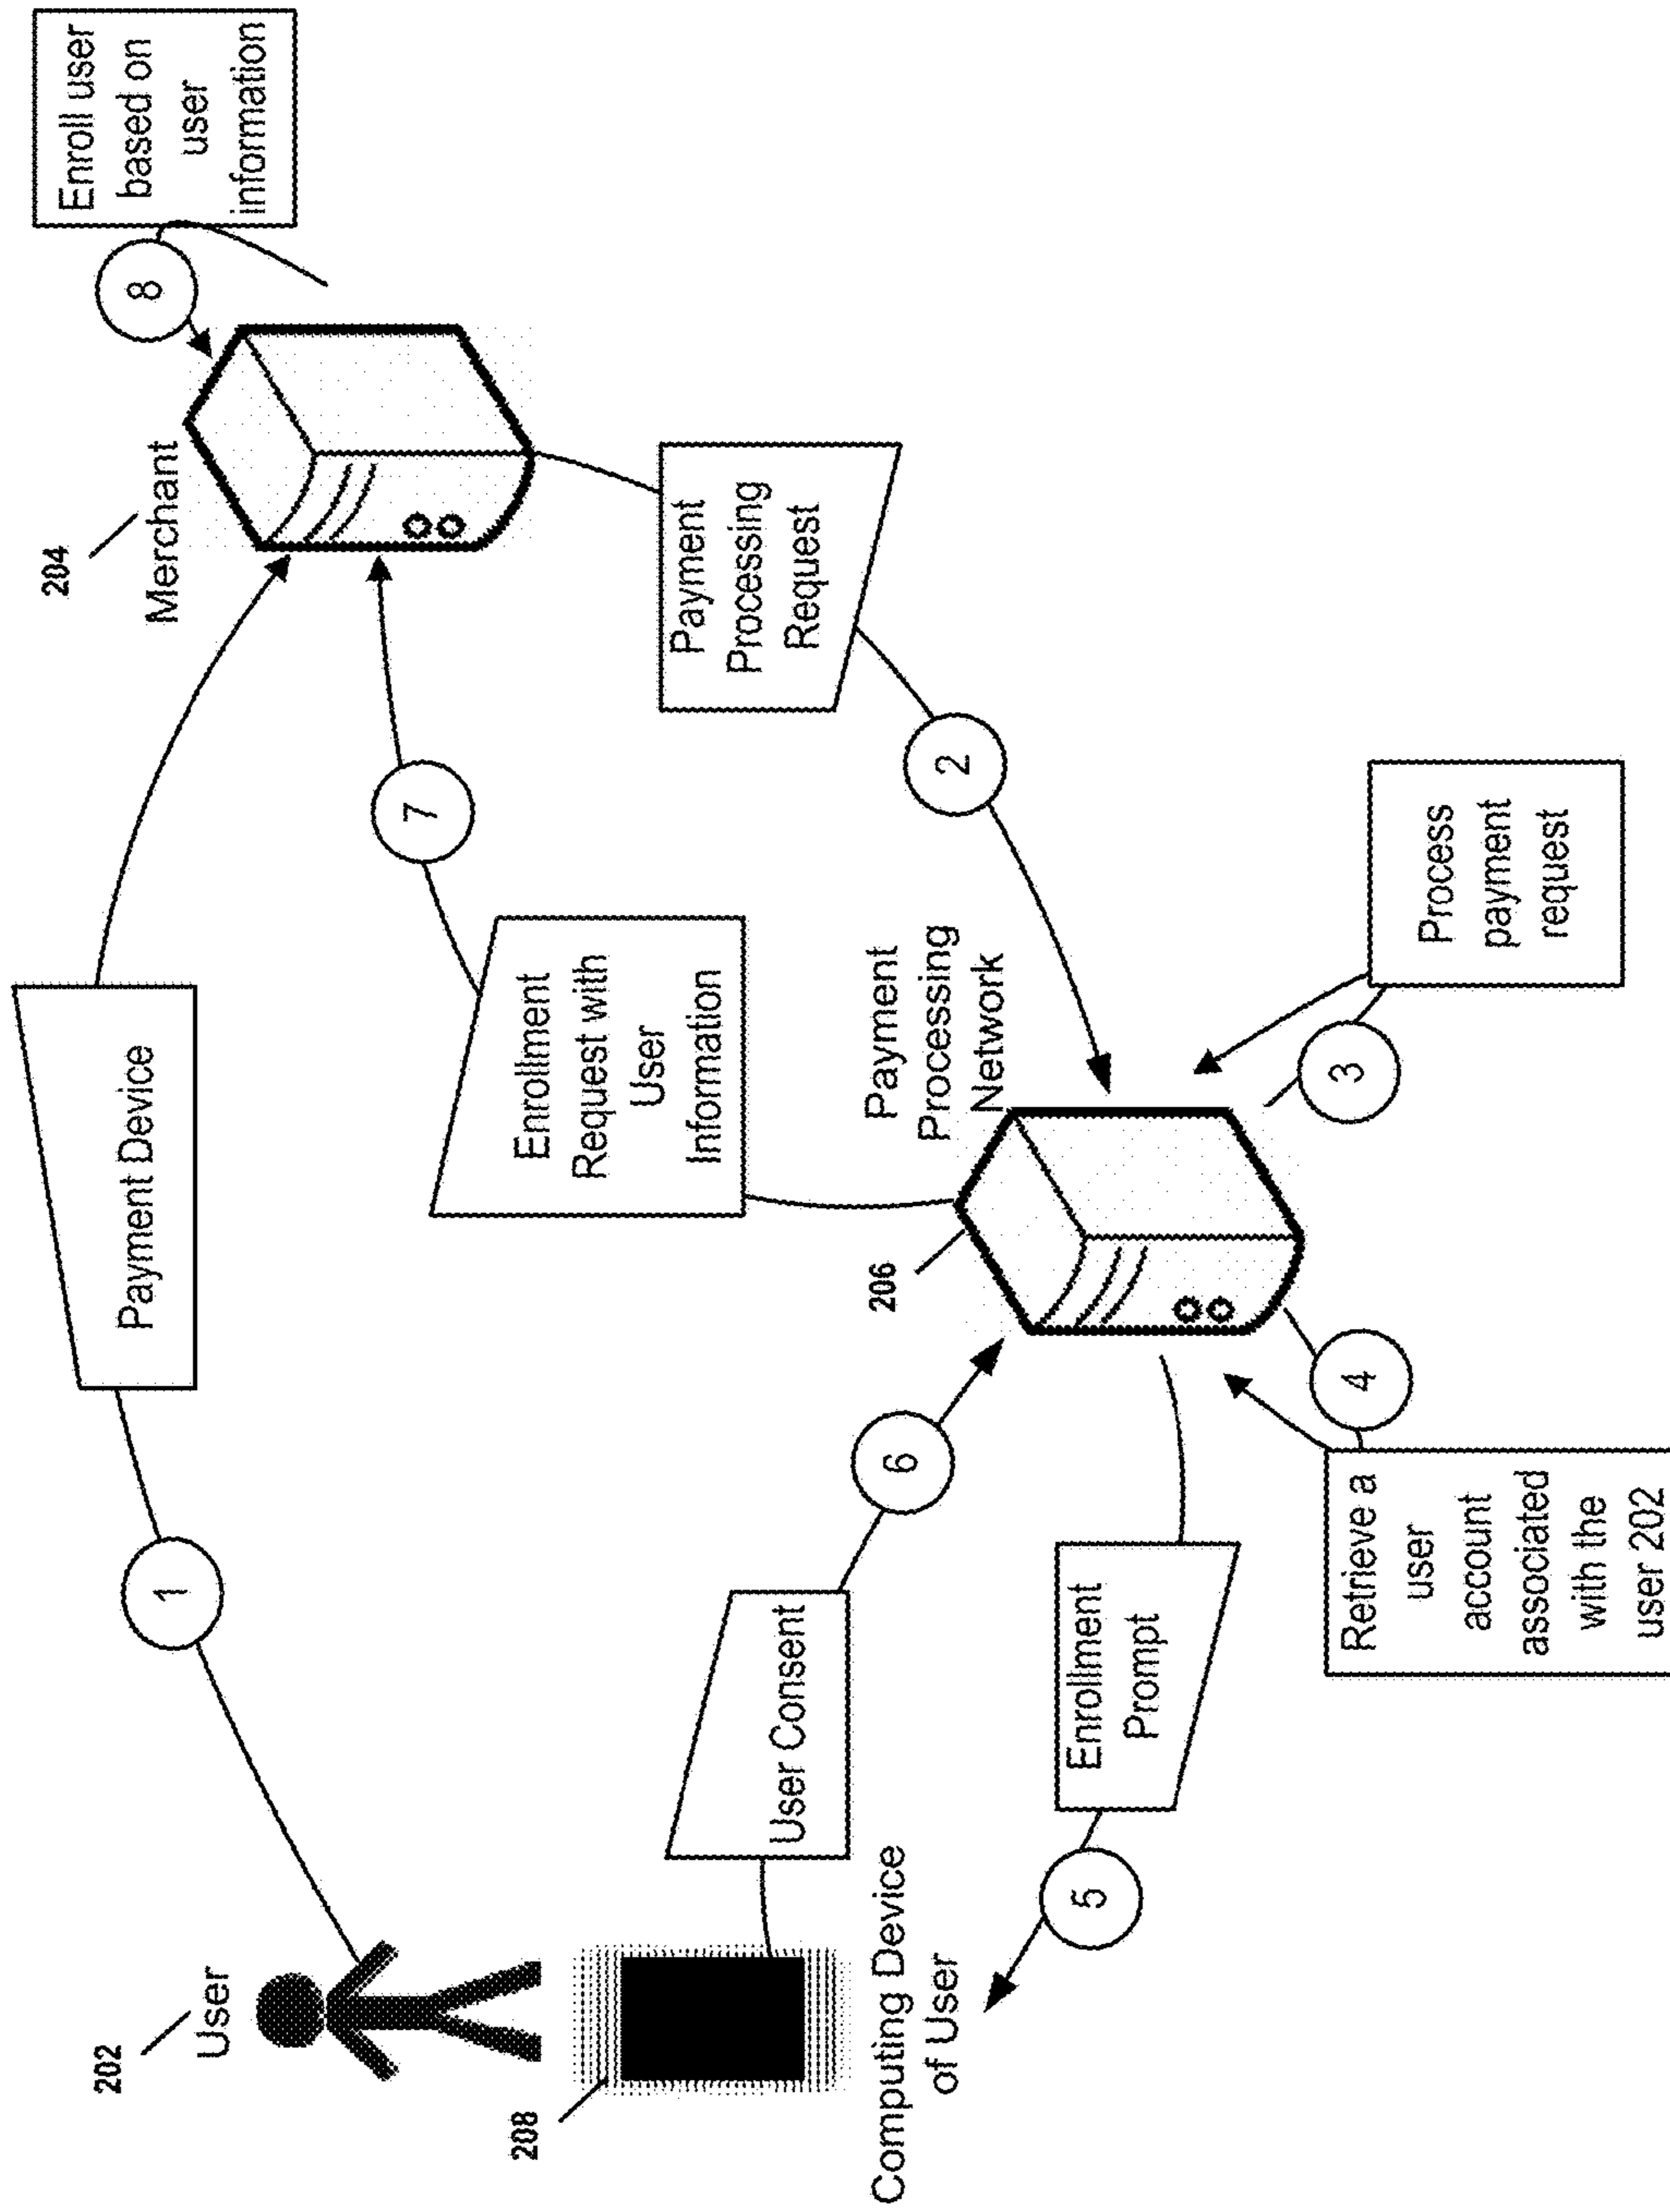 202
User
1
Payment Device
204
Merchant
8
Enroll user
based on
user
information
208
Computing Device
of User
User Consent
6
Enrollment
Request with
User
Information
7
Payment
Processing
Request
2
206
Payment
Processing
Network
5
Enrollment
Prompt
4
Retrieve a
user
account
associated
with the
user 202
3
Process
payment
request